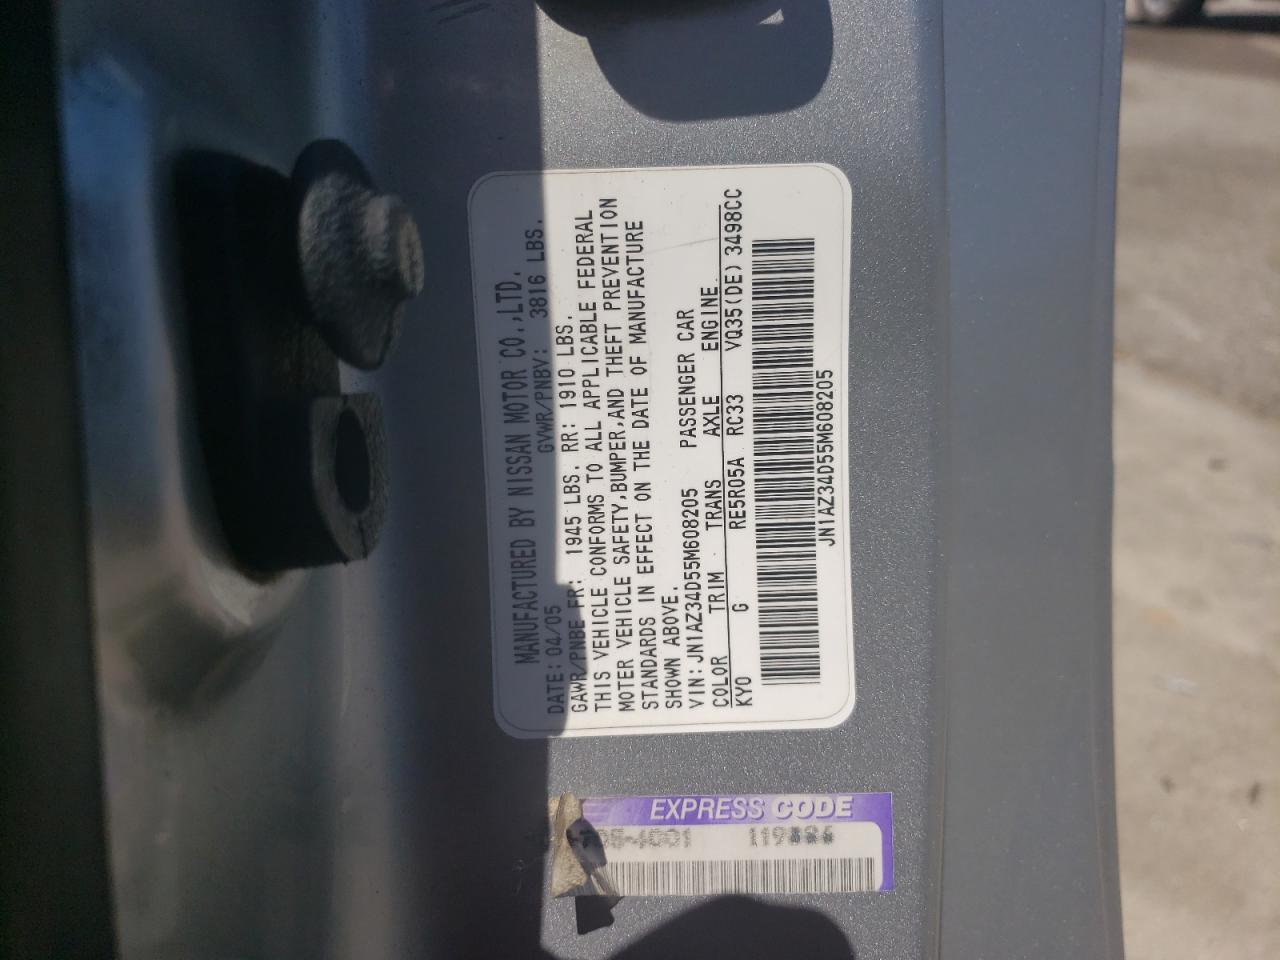 MANUFACTURED BY NISSAN MOTOR CO.,LTD.
DATE: 04/05 GVWR/PNBV: 3816 LBS.
GAWR/PNBE FR: 1945 LBS. RR: 1910 LBS.
THIS VEHICLE CONFORMS TO ALL APPLICABLE FEDERAL
MOTOR VEHICLE SAFETY,BUMPER,AND THEFT PREVENTION
STANDARDS IN EFFECT ON THE DATE OF MANUFACTURE
SHOWN ABOVE.
VIN:JN1AZ34D55M608205 PASSENGER CAR
COLOR TRIM TRANS AXLE ENGINE
KY0 G RE5R05A RC33 VQ35(DE) 3498CC
JN1AZ34D55M608205
EXPRESS CODE